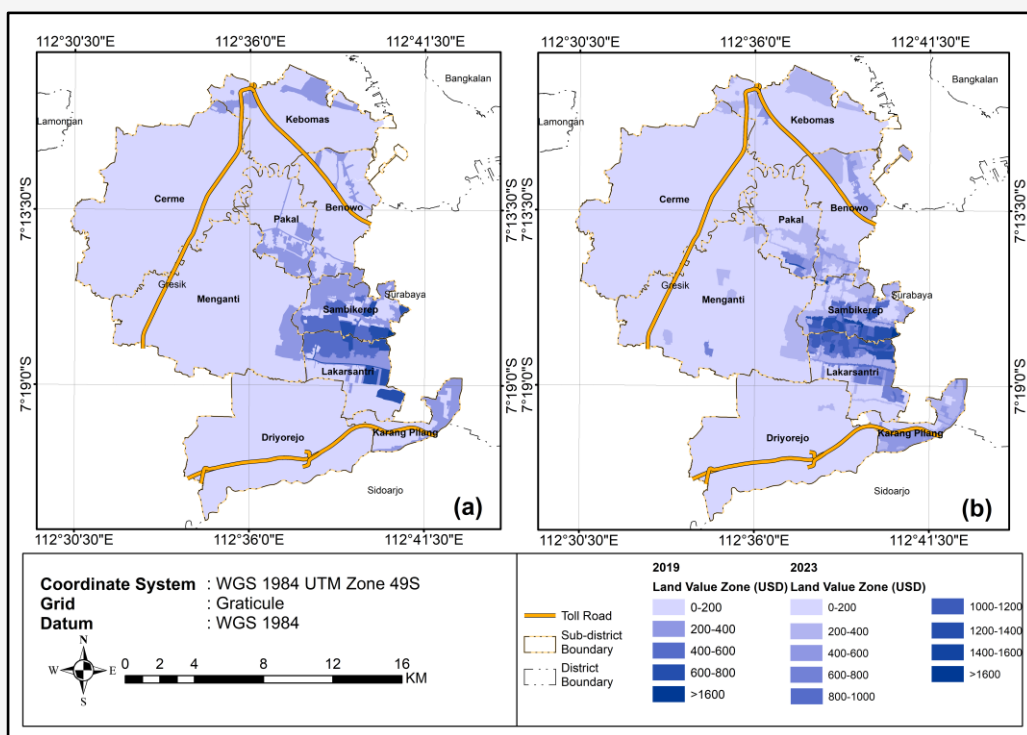 112°30'30"E 112°36'0"E 112°41'30"E
112°30'30"E 112°36'0"E 112°41'30"E
Bangkalan
Lamongan
Kebomas
7°13'30"S
Cerme
Benowo
Pakal
Gresik
Menganti
Surabaya
Sambikerep
7°19'0"S
Lakarsantri
Driyorejo
Karang Pilang
Sidoarjo
(a)
112°30'30"E 112°36'0"E 112°41'30"E
Bangkalan
Lamongan
Kebomas
7°13'30"S 7°13'30"S
Cerme
Benowo
Pakal
Gresik
Menganti
Surabaya
Sambikerep
7°19'0"S 7°19'0"S
Lakarsantri
Driyorejo
Karang Pilang
Sidoarjo
(b)
112°30'30"E 112°36'0"E 112°41'30"E
Coordinate System : WGS 1984 UTM Zone 49S
Grid : Graticule
Datum : WGS 1984
N
W E
S
0 2 4 8 12 16
KM
Toll Road
Sub-district
Boundary
District
Boundary
2019
Land Value Zone (USD)
0-200
200-400
400-600
600-800
>1600
2023
Land Value Zone (USD)
0-200
200-400
400-600
600-800
800-1000
1000-1200
1200-1400
1400-1600
>1600